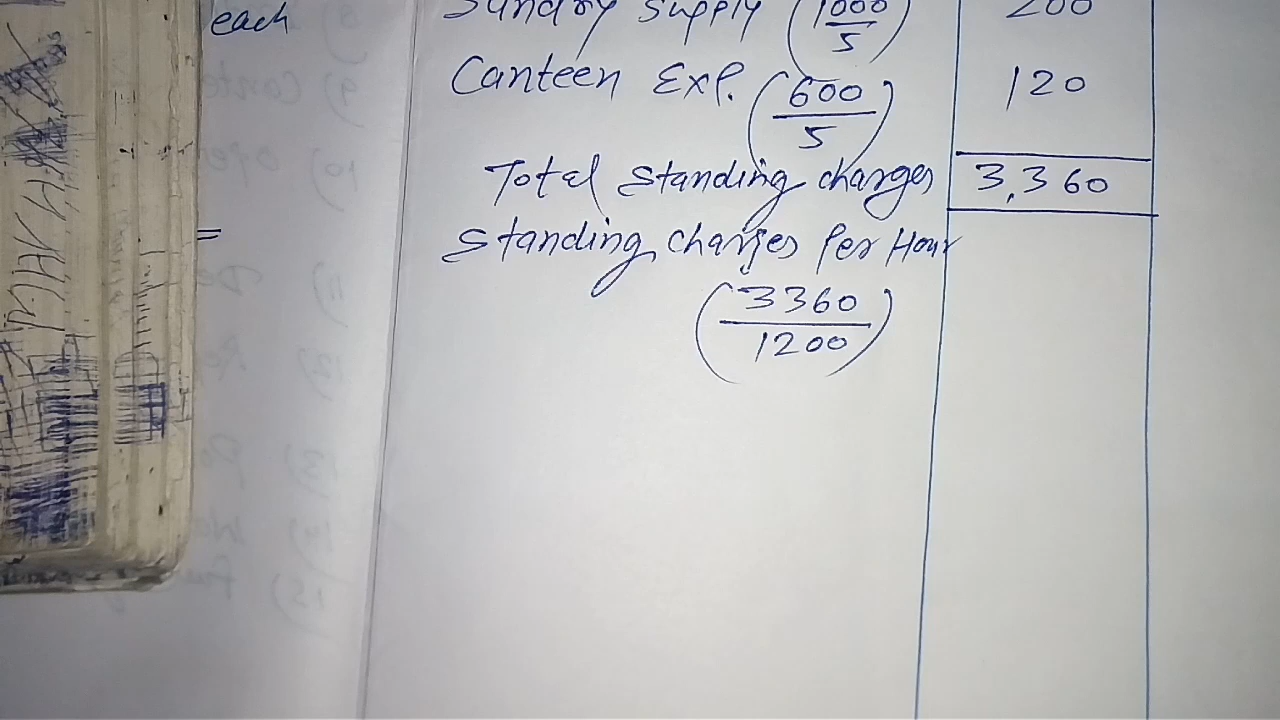 each
Sundry Supply (1000/5) 200
Canteen Exp. (600/5) 120
Total standing charges 3,360
=
Standing charges Per Hour
(3360/1200)